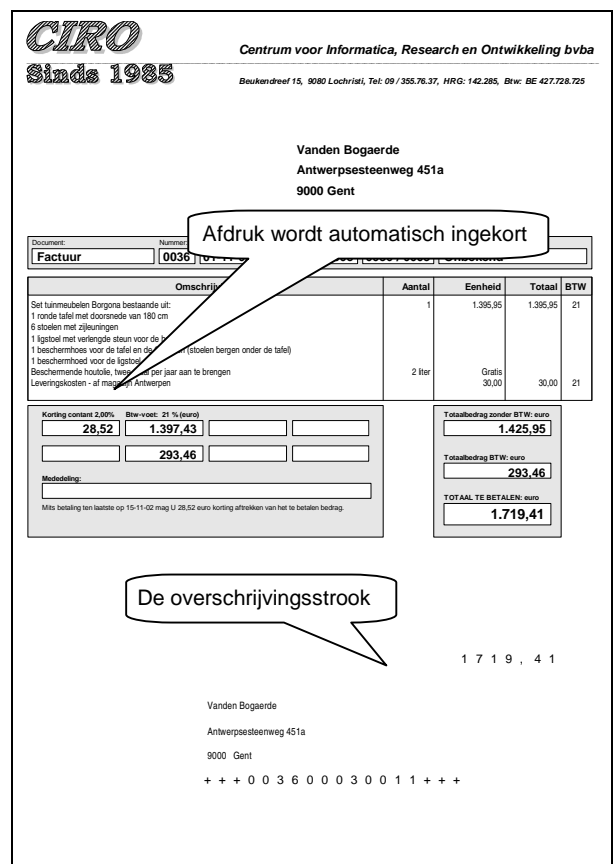 CIRO
Sinds 1985
Centrum voor Informatica, Research en Ontwikkeling bvba
Beukendreef 15, 9080 Lochristi, Tel: 09 / 355.76.37, HRG: 142.285, Btw: BE 427.728.725
Vanden Bogaerde
Antwerpsesteenweg 451a
9000 Gent
Afdruk wordt automatisch ingekort
Document: Nummer:
Factuur 0036
Aantal Eenheid Totaal BTW
Set tuinmeubelen Borgona bestaande uit: 1 1.395,95 1.395,95 21
1 ronde tafel met doorsnede van 180 cm
6 stoelen met zijleuningen
1 ligstoel met verlengde steun voor de
1 beschermhoes voor de tafel en de (stoelen bergen onder de tafel)
1 beschermhoed voor de ligstoel
Beschermende houtolie, per jaar aan te brengen 2 liter Gratis
Leveringskosten - af Antwerpen 30,00 30,00 21
Korting contant 2,00% Btw-voet: 21 % (euro) Totaalbedrag zonder BTW: euro
28,52 1.397,43 1.425,95
293,46 Totaalbedrag BTW: euro
293,46
Mededeling:
Mits betaling ten laatste op 15-11-02 mag U 28,52 euro korting aftrekken van het te betalen bedrag.
TOTAAL TE BETALEN: euro
1.719,41
De overschrijvingsstrook
1 7 1 9 , 4 1
Vanden Bogaerde
Antwerpsesteenweg 451a
9000 Gent
+ + + 0 0 3 6 0 0 0 3 0 0 1 1 + + +